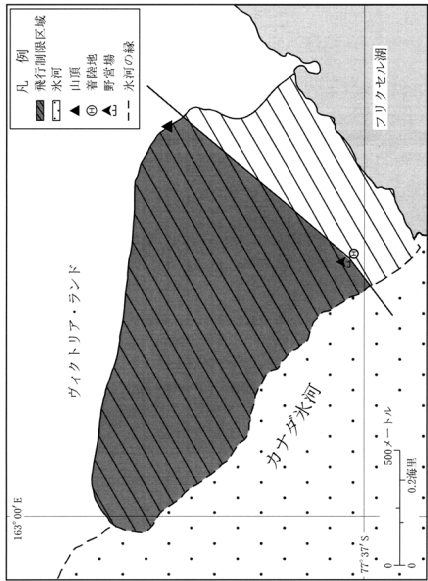 凡　例
飛行制限区域
氷河
山頂
着陸地
野営場
氷河の縁
ヴィクトリア・ランド
フリクセル湖
カナダ氷河
163°00′E
77°37′S
0 500メートル
0 0.2海里